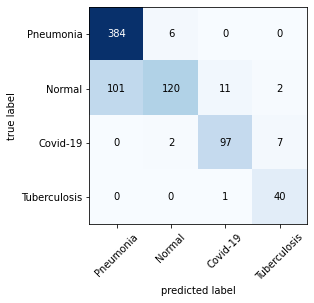 true label
Pneumonia 384 6 0 0
Normal 101 120 11 2
Covid-19 0 2 97 7
Tuberculosis 0 0 1 40
Pneumonia Normal Covid-19 Tuberculosis
predicted label